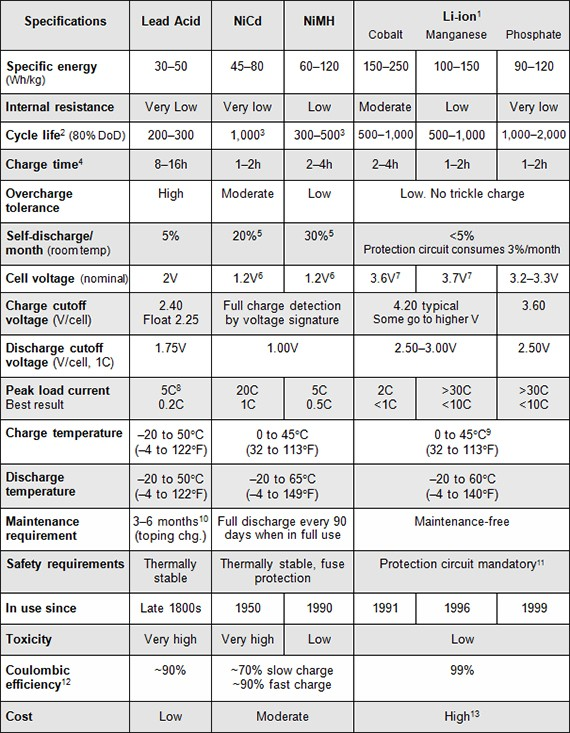 Specifications Lead Acid NiCd NiMH Li-ion¹
Cobalt Manganese Phosphate
Specific energy (Wh/kg) 30–50 45–80 60–120 150–250 100–150 90–120
Internal resistance Very Low Very low Low Moderate Low Very low
Cycle life² (80% DoD) 200–300 1,000³ 300–500³ 500–1,000 500–1,000 1,000–2,000
Charge time⁴ 8–16h 1–2h 2–4h 2–4h 1–2h 1–2h
Overcharge tolerance High Moderate Low Low. No trickle charge
Self-discharge/
month (room temp) 5% 20%⁵ 30%⁵ <5%
Protection circuit consumes 3%/month
Cell voltage (nominal) 2V 1.2V⁶ 1.2V⁶ 3.6V⁷ 3.7V⁷ 3.2–3.3V
Charge cutoff 2.40 Full charge detection 4.20 typical 3.60
voltage (V/cell) Float 2.25 by voltage signature Some go to higher V
Discharge cutoff 1.75V 1.00V 2.50–3.00V 2.50V
voltage (V/cell, 1C)
Peak load current 5C⁸ 20C 5C 2C >30C >30C
Best result 0.2C 1C 0.5C <1C <10C <10C
Charge temperature –20 to 50°C 0 to 45°C 0 to 45°C⁹
(–4 to 122°F) (32 to 113°F) (32 to 113°F)
Discharge –20 to 50°C –20 to 65°C –20 to 60°C
temperature (–4 to 122°F) (–4 to 149°F) (–4 to 140°F)
Maintenance 3–6 months¹⁰ Full discharge every 90 Maintenance-free
requirement (toping chg.) days when in full use
Safety requirements Thermally Thermally stable, fuse Protection circuit mandatory¹¹
stable protection
In use since Late 1800s 1950 1990 1991 1996 1999
Toxicity Very high Very high Low Low
Coulombic ~90% ~70% slow charge 99%
efficiency¹² ~90% fast charge
Cost Low Moderate High¹³